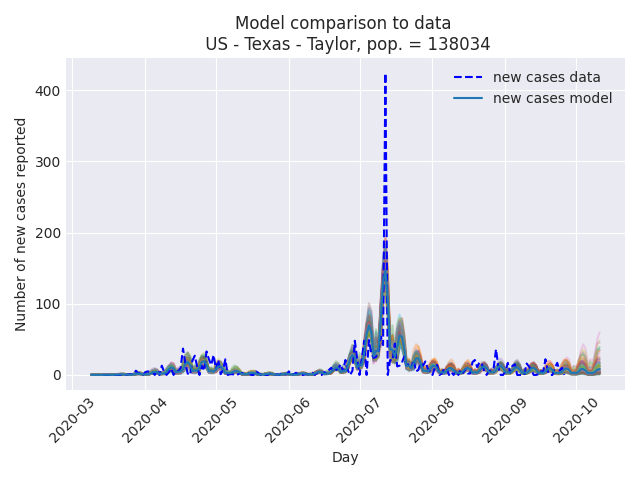 Model comparison to data
US - Texas - Taylor, pop. = 138034
new cases data
new cases model
Number of new cases reported
400
300
200
100
0
2020-03
2020-04
2020-05
2020-06
2020-07
2020-08
2020-09
2020-10
Day